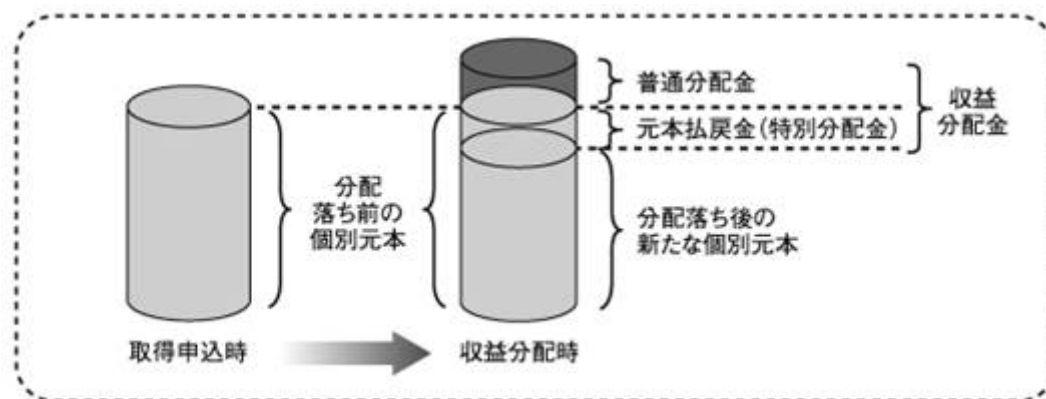 普通分配金
元本払戻金(特別分配金)
収益
分配金
分配
落ち前の
個別元本
分配落ち後の
新たな個別元本
取得申込時
収益分配時